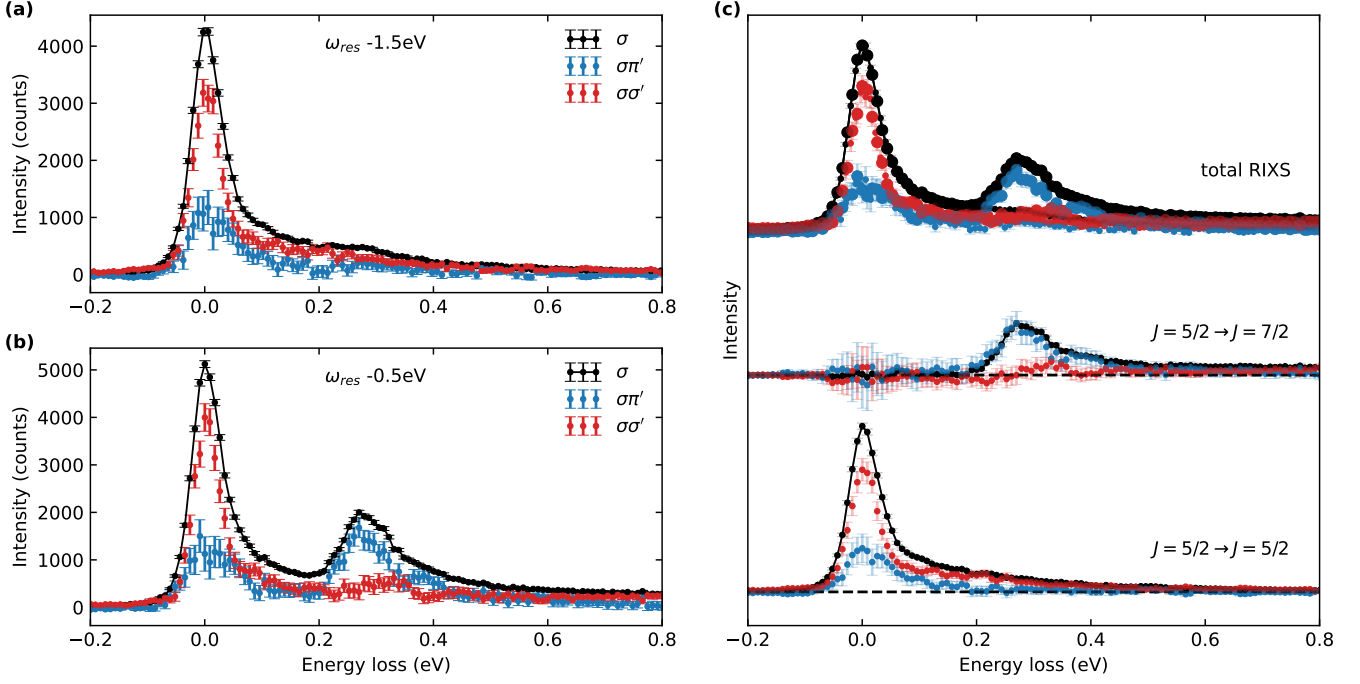 (a)
ω_res -1.5eV
σ
σπ′
σσ′
Intensity (counts)
4000
3000
2000
1000
0
−0.2
0.0
0.2
0.4
0.6
0.8
(b)
ω_res -0.5eV
σ
σπ′
σσ′
Intensity (counts)
5000
4000
3000
2000
1000
0
−0.2
0.0
0.2
0.4
0.6
0.8
Energy loss (eV)
(c)
total RIXS
J = 5/2 → J = 7/2
J = 5/2 → J = 5/2
Intensity
−0.2
0.0
0.2
0.4
0.6
0.8
Energy loss (eV)